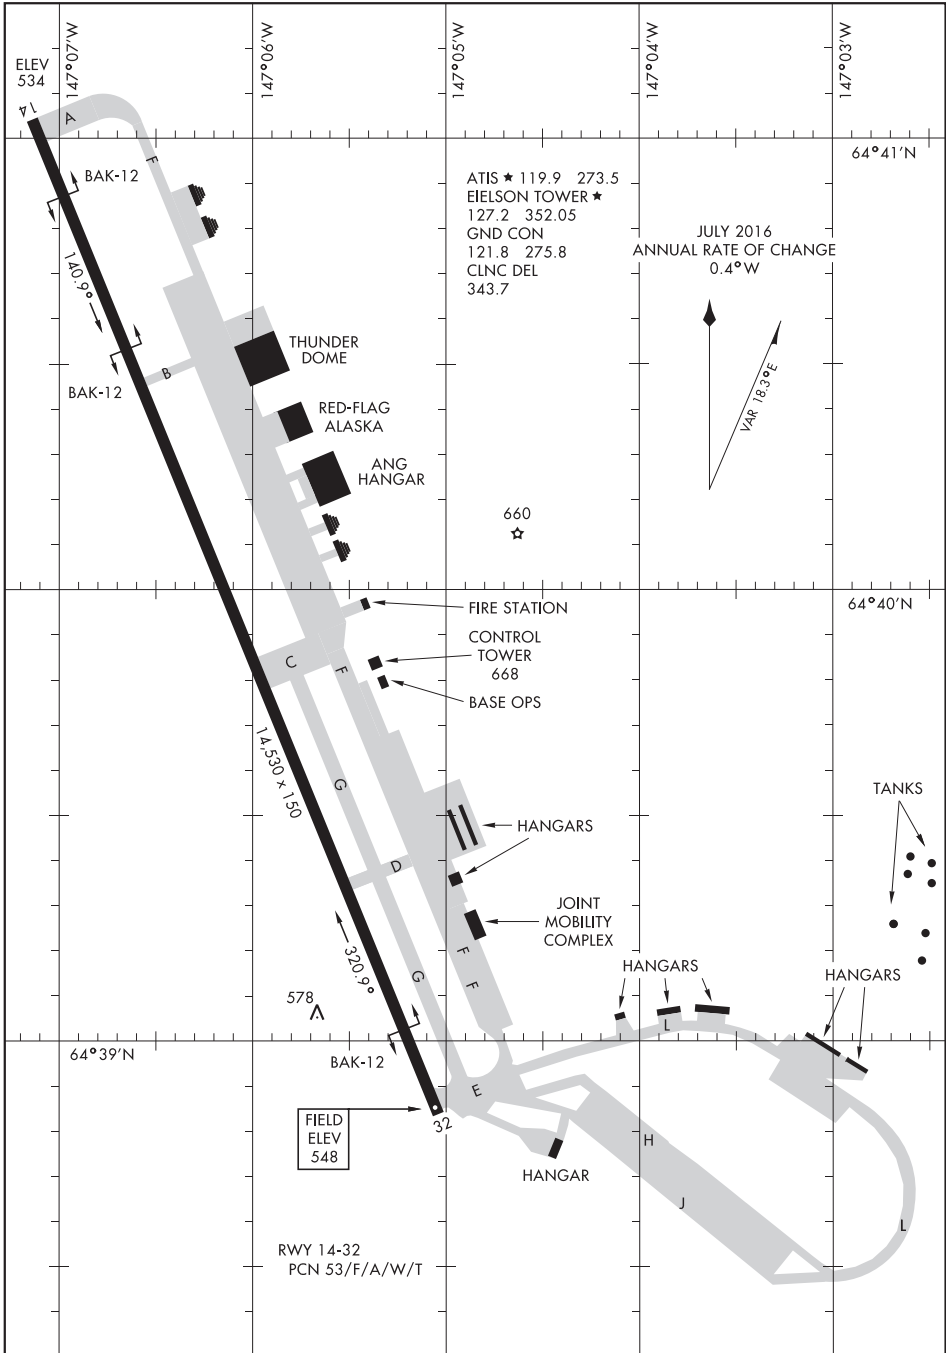 147°07'W
147°06'W
147°05'W
147°04'W
147°03'W
ELEV
534
14
A
F
64°41'N
BAK-12
ATIS ★ 119.9 273.5
EIELSON TOWER ★
127.2 352.05
GND CON
121.8 275.8
CLNC DEL
343.7
JULY 2016
ANNUAL RATE OF CHANGE
0.4°W
VAR 18.3°E
140.9°
BAK-12
B
THUNDER
DOME
RED-FLAG
ALASKA
ANG
HANGAR
660
64°40'N
FIRE STATION
CONTROL
TOWER
668
BASE OPS
C
F
14,530 x 150
G
TANKS
HANGARS
D
JOINT
MOBILITY
COMPLEX
F
F
G
320.9°
578
HANGARS
L
HANGARS
64°39'N
BAK-12
E
FIELD
ELEV
548
32
HANGAR
H
J
L
RWY 14-32
PCN 53/F/A/W/T